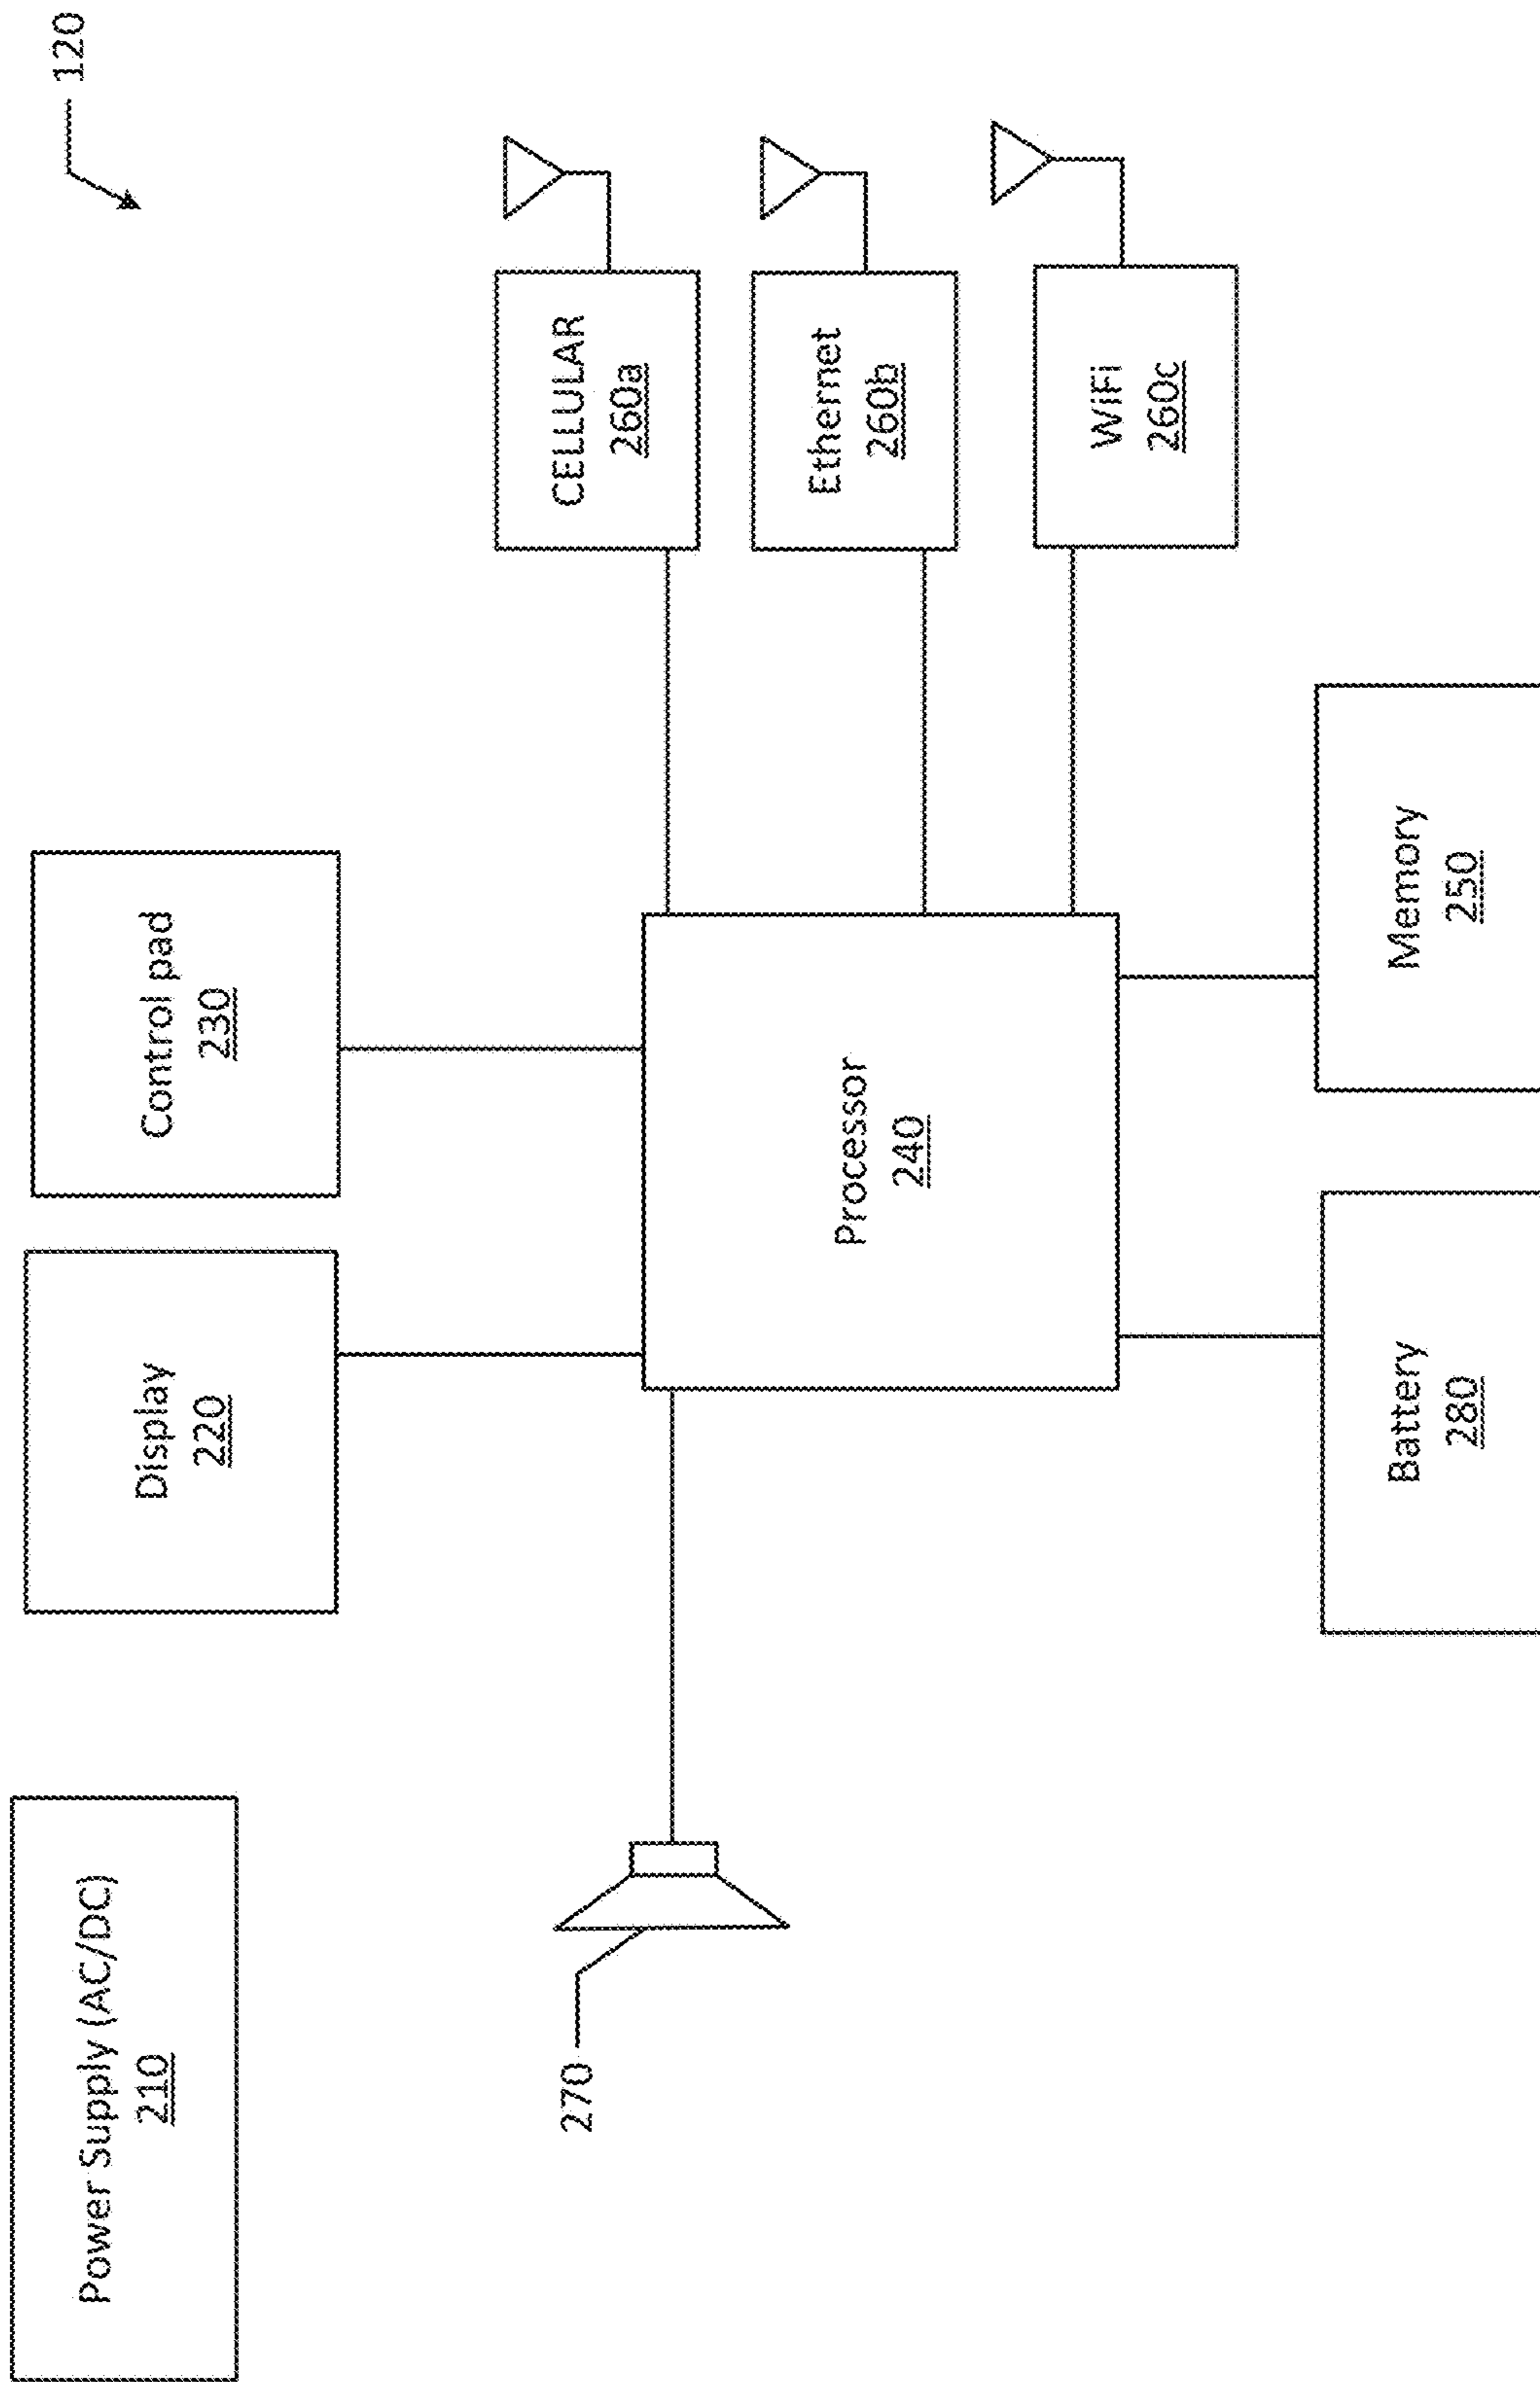 120
Power Supply (AC/DC)
210
Display
220
Control pad
230
CELLULAR
260a
270
Processor
240
Ethernet
260b
WiFi
260c
Battery
280
Memory
250